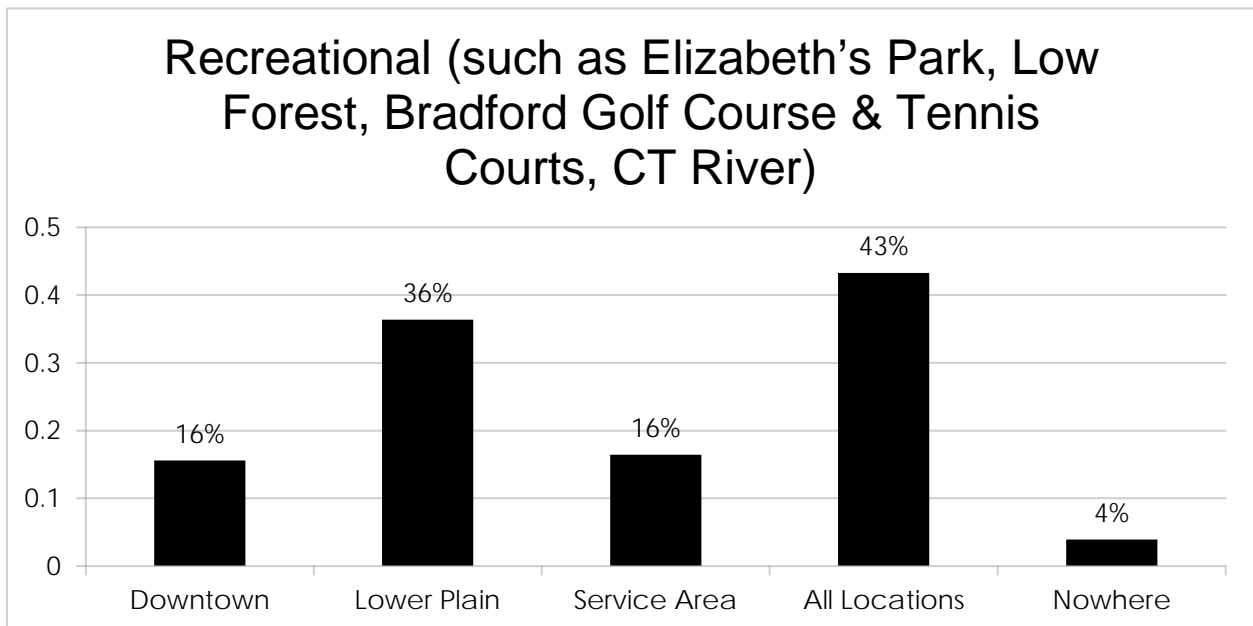 Recreational (such as Elizabeth’s Park, Low
Forest, Bradford Golf Course & Tennis
Courts, CT River)
0.5
0.4
0.3
0.2
0.1
0
16%
36%
16%
43%
4%
Downtown
Lower Plain
Service Area
All Locations
Nowhere